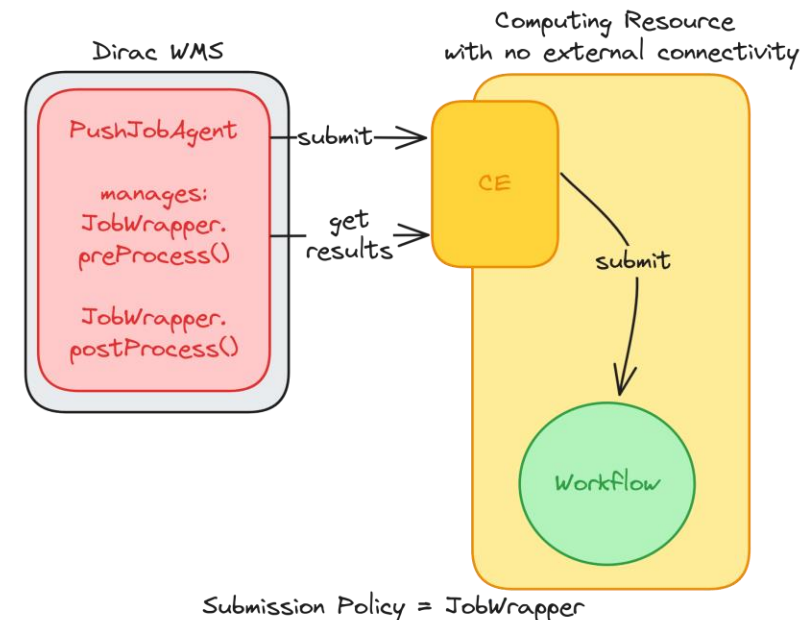 Dirac WMS
Computing Resource
with no external connectivity
PushJobAgent
manages:
JobWrapper.
preProcess()
JobWrapper.
postProcess()
submit
get
results
CE
submit
Workflow
Submission Policy = JobWrapper